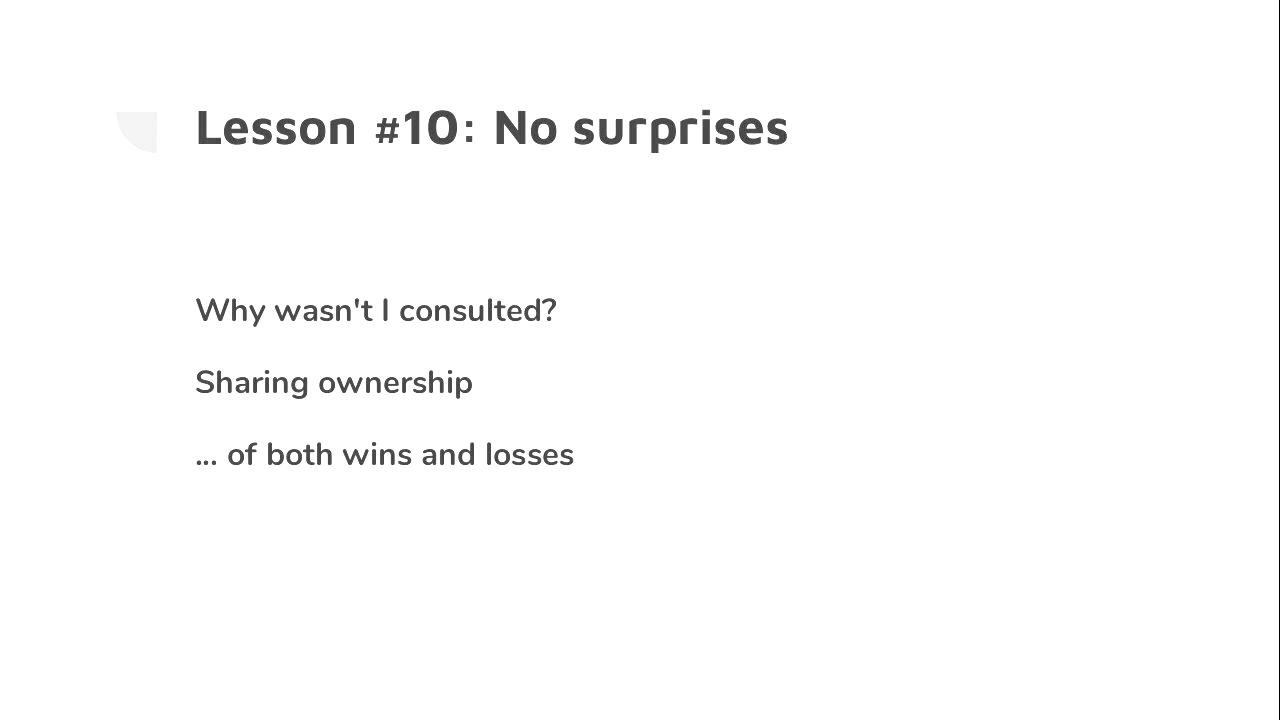 Lesson #10: No surprises
Why wasn't I consulted?
Sharing ownership
... of both wins and losses